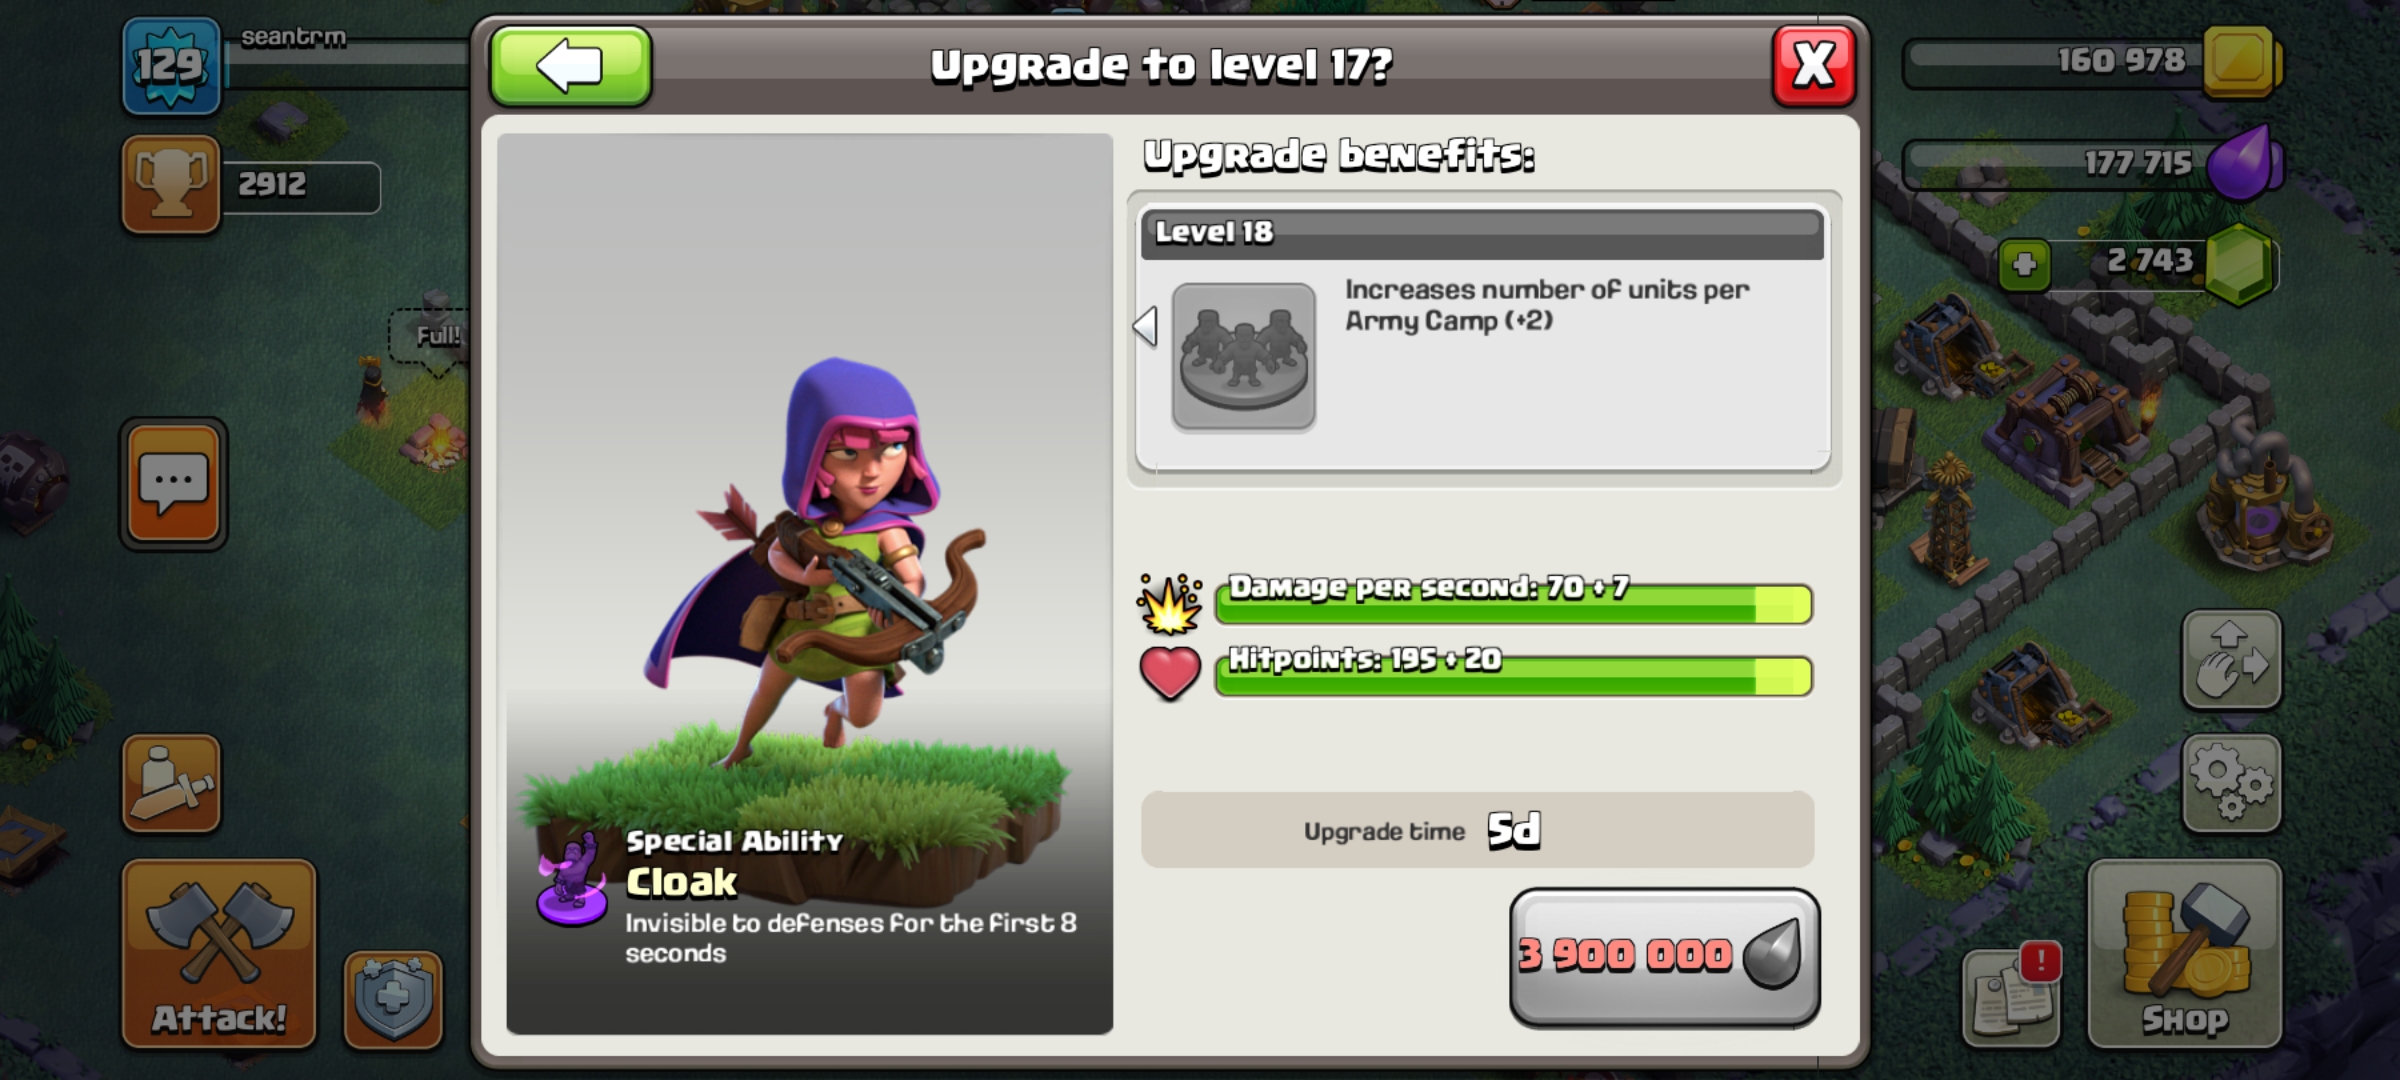 129
seantrm
2912
Full!
Attack!
Upgrade to level 17?
X
Upgrade benefits:
Level 18
Increases number of units per
Army Camp (+2)
Damage per second: 70 + 7
Hitpoints: 195 + 20
Upgrade time 5d
3 900 000
Special Ability
Cloak
Invisible to defenses for the first 8
seconds
160 978
177 715
2 743
!
Shop